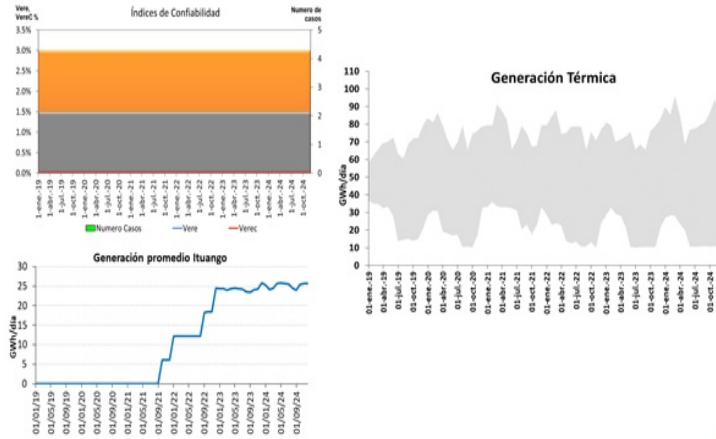 Vere,
VereC %
Índices de Confiabilidad
Numero de
casos
3.5%
3.0%
2.5%
2.0%
1.5%
1.0%
0.5%
0.0%
5
4
3
2
1
0
1-ene.-19
1-abr.-19
1-jul.-19
1-oct.-19
1-ene.-20
1-abr.-20
1-jul.-20
1-oct.-20
1-ene.-21
1-abr.-21
1-jul.-21
1-oct.-21
1-ene.-22
1-abr.-22
1-jul.-22
1-oct.-22
1-ene.-23
1-abr.-23
1-jul.-23
1-oct.-23
1-ene.-24
1-abr.-24
1-jul.-24
1-oct.-24
Numero Casos
Vere
Verec
Generación Térmica
GWh/día
110
100
90
80
70
60
50
40
30
20
10
0
01-ene.-19
01-abr.-19
01-jul.-19
01-oct.-19
01-ene.-20
01-abr.-20
01-jul.-20
01-oct.-20
01-ene.-21
01-abr.-21
01-jul.-21
01-oct.-21
01-ene.-22
01-abr.-22
01-jul.-22
01-oct.-22
01-ene.-23
01-abr.-23
01-jul.-23
01-oct.-23
01-ene.-24
01-abr.-24
01-jul.-24
01-oct.-24
Generación promedio Ituango
GWh/día
30
25
20
15
10
5
0
01/01/19
01/05/19
01/09/19
01/01/20
01/05/20
01/09/20
01/01/21
01/05/21
01/09/21
01/01/22
01/05/22
01/09/22
01/01/23
01/05/23
01/09/23
01/01/24
01/05/24
01/09/24